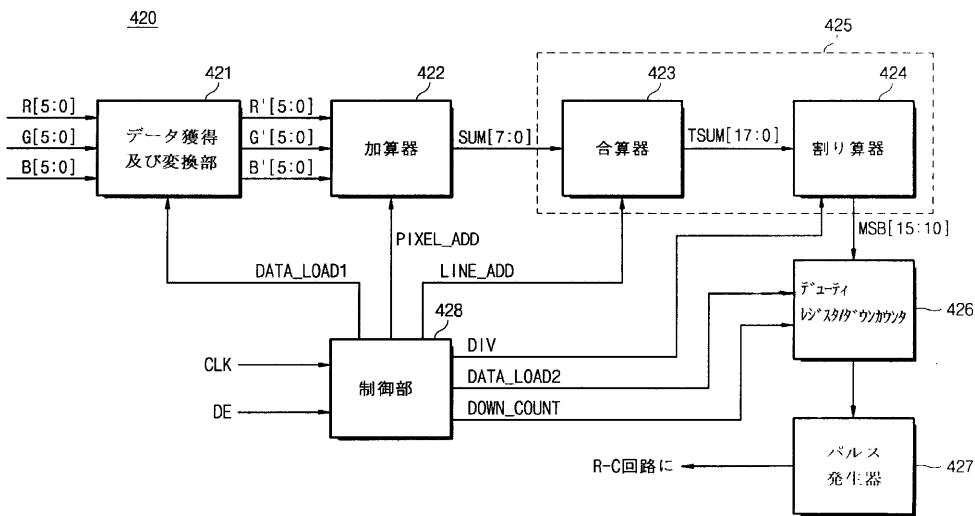 420
425
421
422
423
424
R[5:0]
G[5:0]
B[5:0]
データ獲得
及び変換部
R'[5:0]
G'[5:0]
B'[5:0]
加算器
SUM[7:0]
合算器
TSUM[17:0]
割り算器
MSB[15:10]
PIXEL_ADD
DATA_LOAD1
LINE_ADD
428
デューティ
レジスタ/ダウンカウンタ
426
CLK
DE
制御部
DIV
DATA_LOAD2
DOWN_COUNT
R-C回路に
パルス
発生器
427